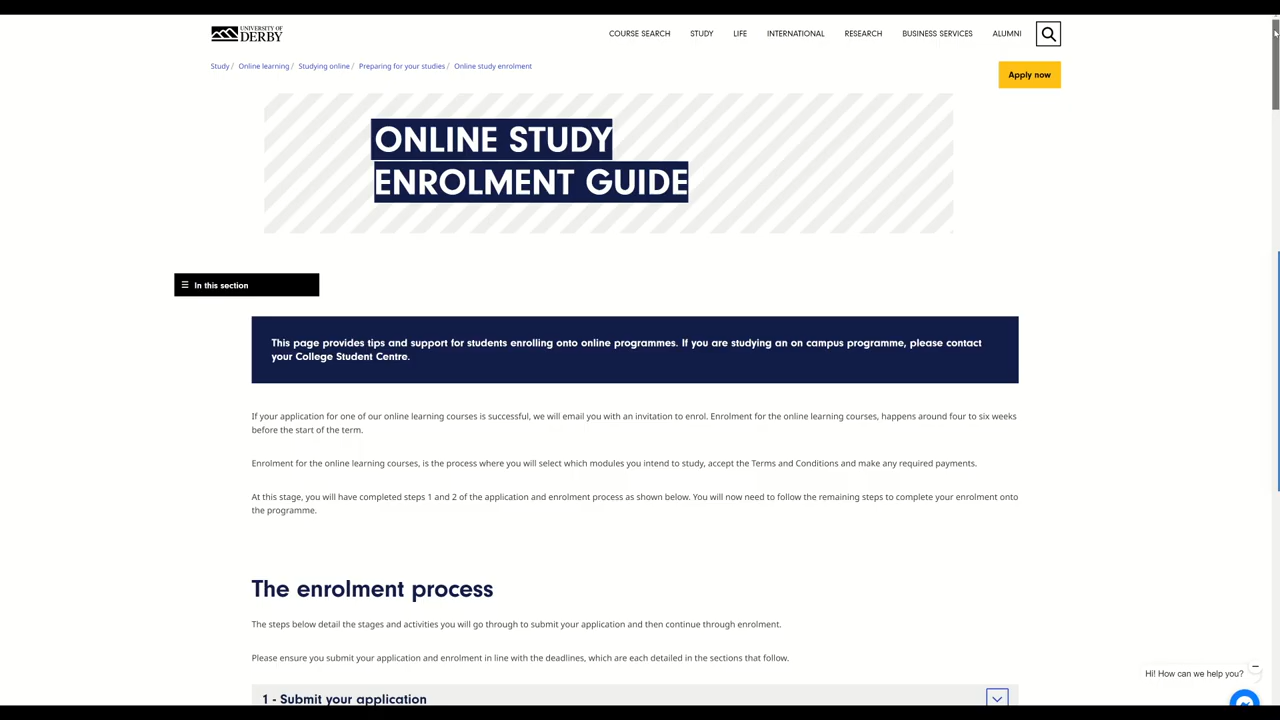 UNIVERSITY OF
DERBY
COURSE SEARCH STUDY LIFE INTERNATIONAL RESEARCH BUSINESS SERVICES ALUMNI
Study / Online learning / Studying online / Preparing for your studies / Online study enrolment
Apply now
ONLINE STUDY
ENROLMENT GUIDE
In this section
This page provides tips and support for students enrolling onto online programmes. If you are studying an on campus programme, please contact
your College Student Centre.
If your application for one of our online learning courses is successful, we will email you with an invitation to enrol. Enrolment for the online learning courses, happens around four to six weeks
before the start of the term.
Enrolment for the online learning courses, is the process where you will select which modules you intend to study, accept the Terms and Conditions and make any required payments.
At this stage, you will have completed steps 1 and 2 of the application and enrolment process as shown below. You will now need to follow the remaining steps to complete your enrolment onto
the programme.
The enrolment process
The steps below detail the stages and activities you will go through to submit your application and then continue through enrolment.
Please ensure you submit your application and enrolment in line with the deadlines, which are each detailed in the sections that follow.
Hi! How can we help you?
1 - Submit your application